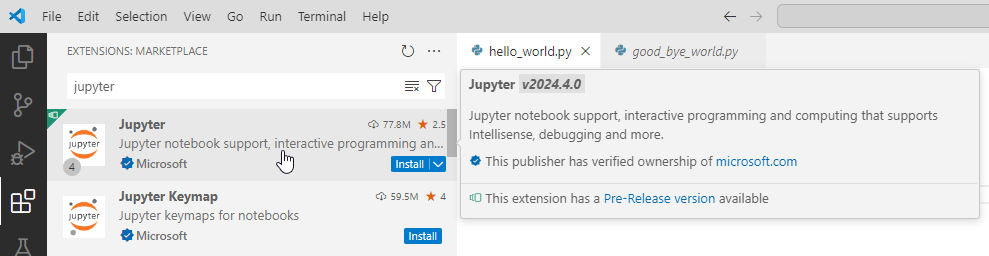 File Edit Selection View Go Run Terminal Help
EXTENSIONS: MARKETPLACE
hello_world.py
good_bye_world.py
jupyter
Jupyter 77.8M 2.5
Jupyter notebook support, interactive programming an...
Microsoft Install
jupyter
4
Jupyter Keymap 59.5M 4
Jupyter keymaps for notebooks
Microsoft Install
jupyter
Jupyter v2024.4.0
Jupyter notebook support, interactive programming and computing that supports
Intellisense, debugging and more.
This publisher has verified ownership of microsoft.com
This extension has a Pre-Release version available